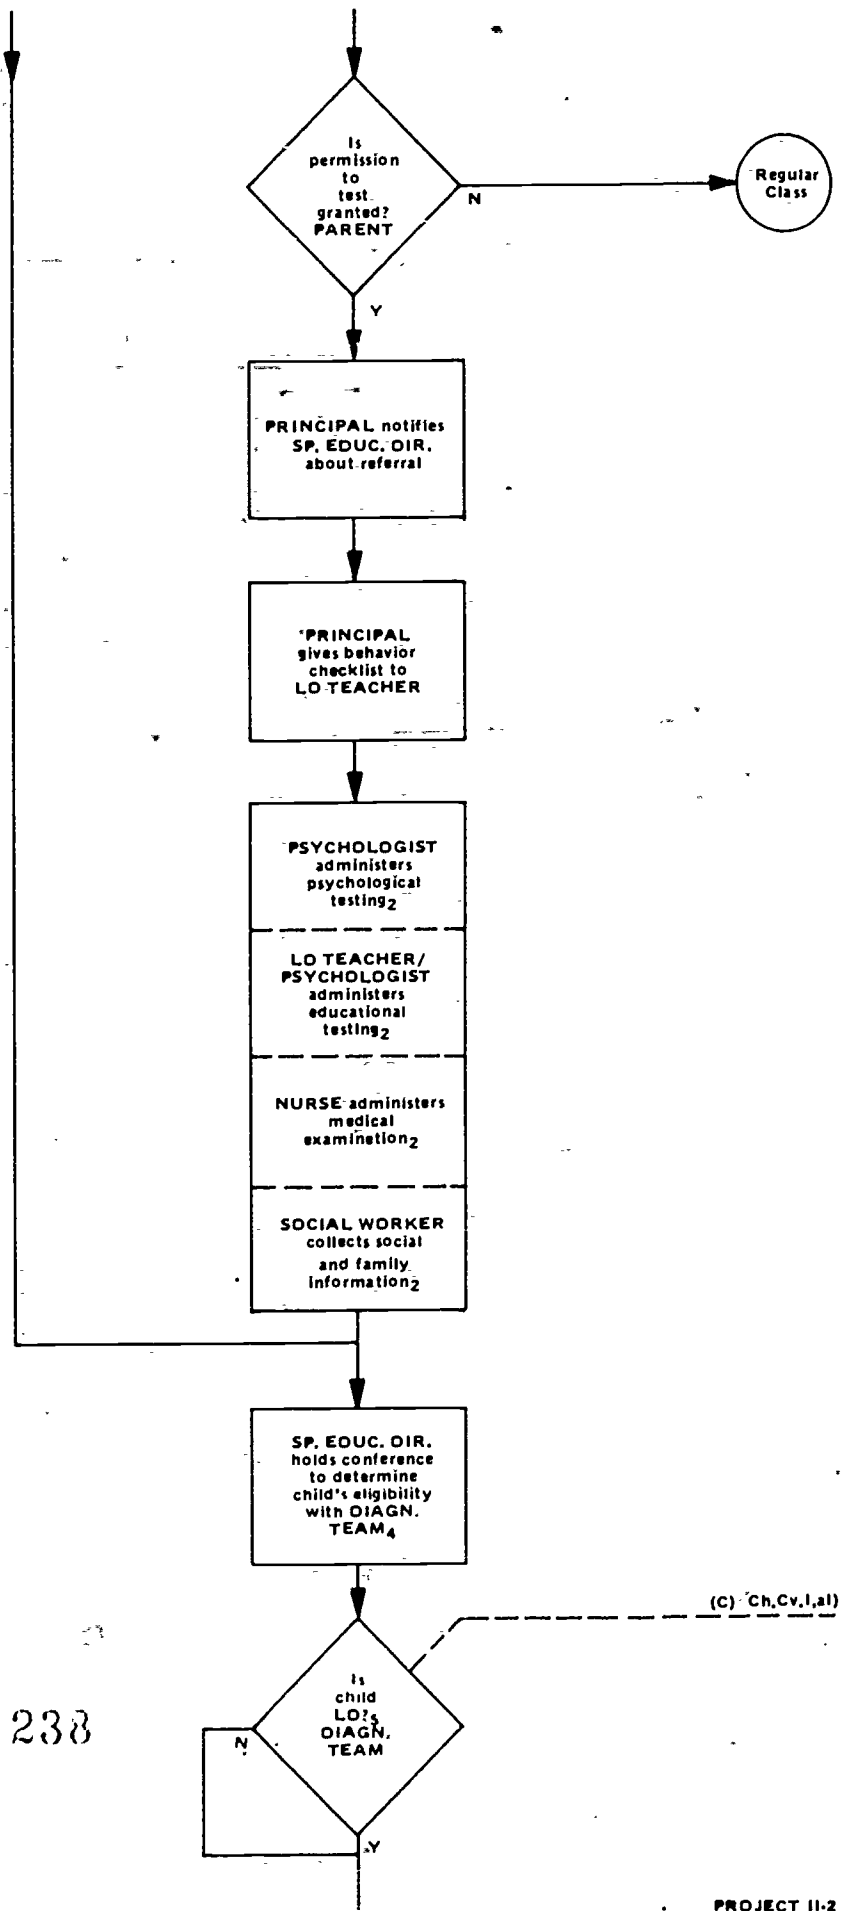 Is
permission
to
test
granted?
PARENT
N
Regular
Class
Y
PRINCIPAL notifies
SP. EDUC. DIR.
about referral
PRINCIPAL
gives behavior
checklist to
LD TEACHER
PSYCHOLOGIST
administers
psychological
testing2
LD TEACHER/
PSYCHOLOGIST
administers
educational
testing2
NURSE administers
medical
examination2
SOCIAL WORKER
collects social
and family
information2
SP. EDUC. DIR.
holds conference
to determine
child's eligibility
with DIAGN.
TEAM4
(C) Ch,Cv,I,al)
Is
child
LD?5
DIAGN.
TEAM
N
Y
238
PROJECT II-2